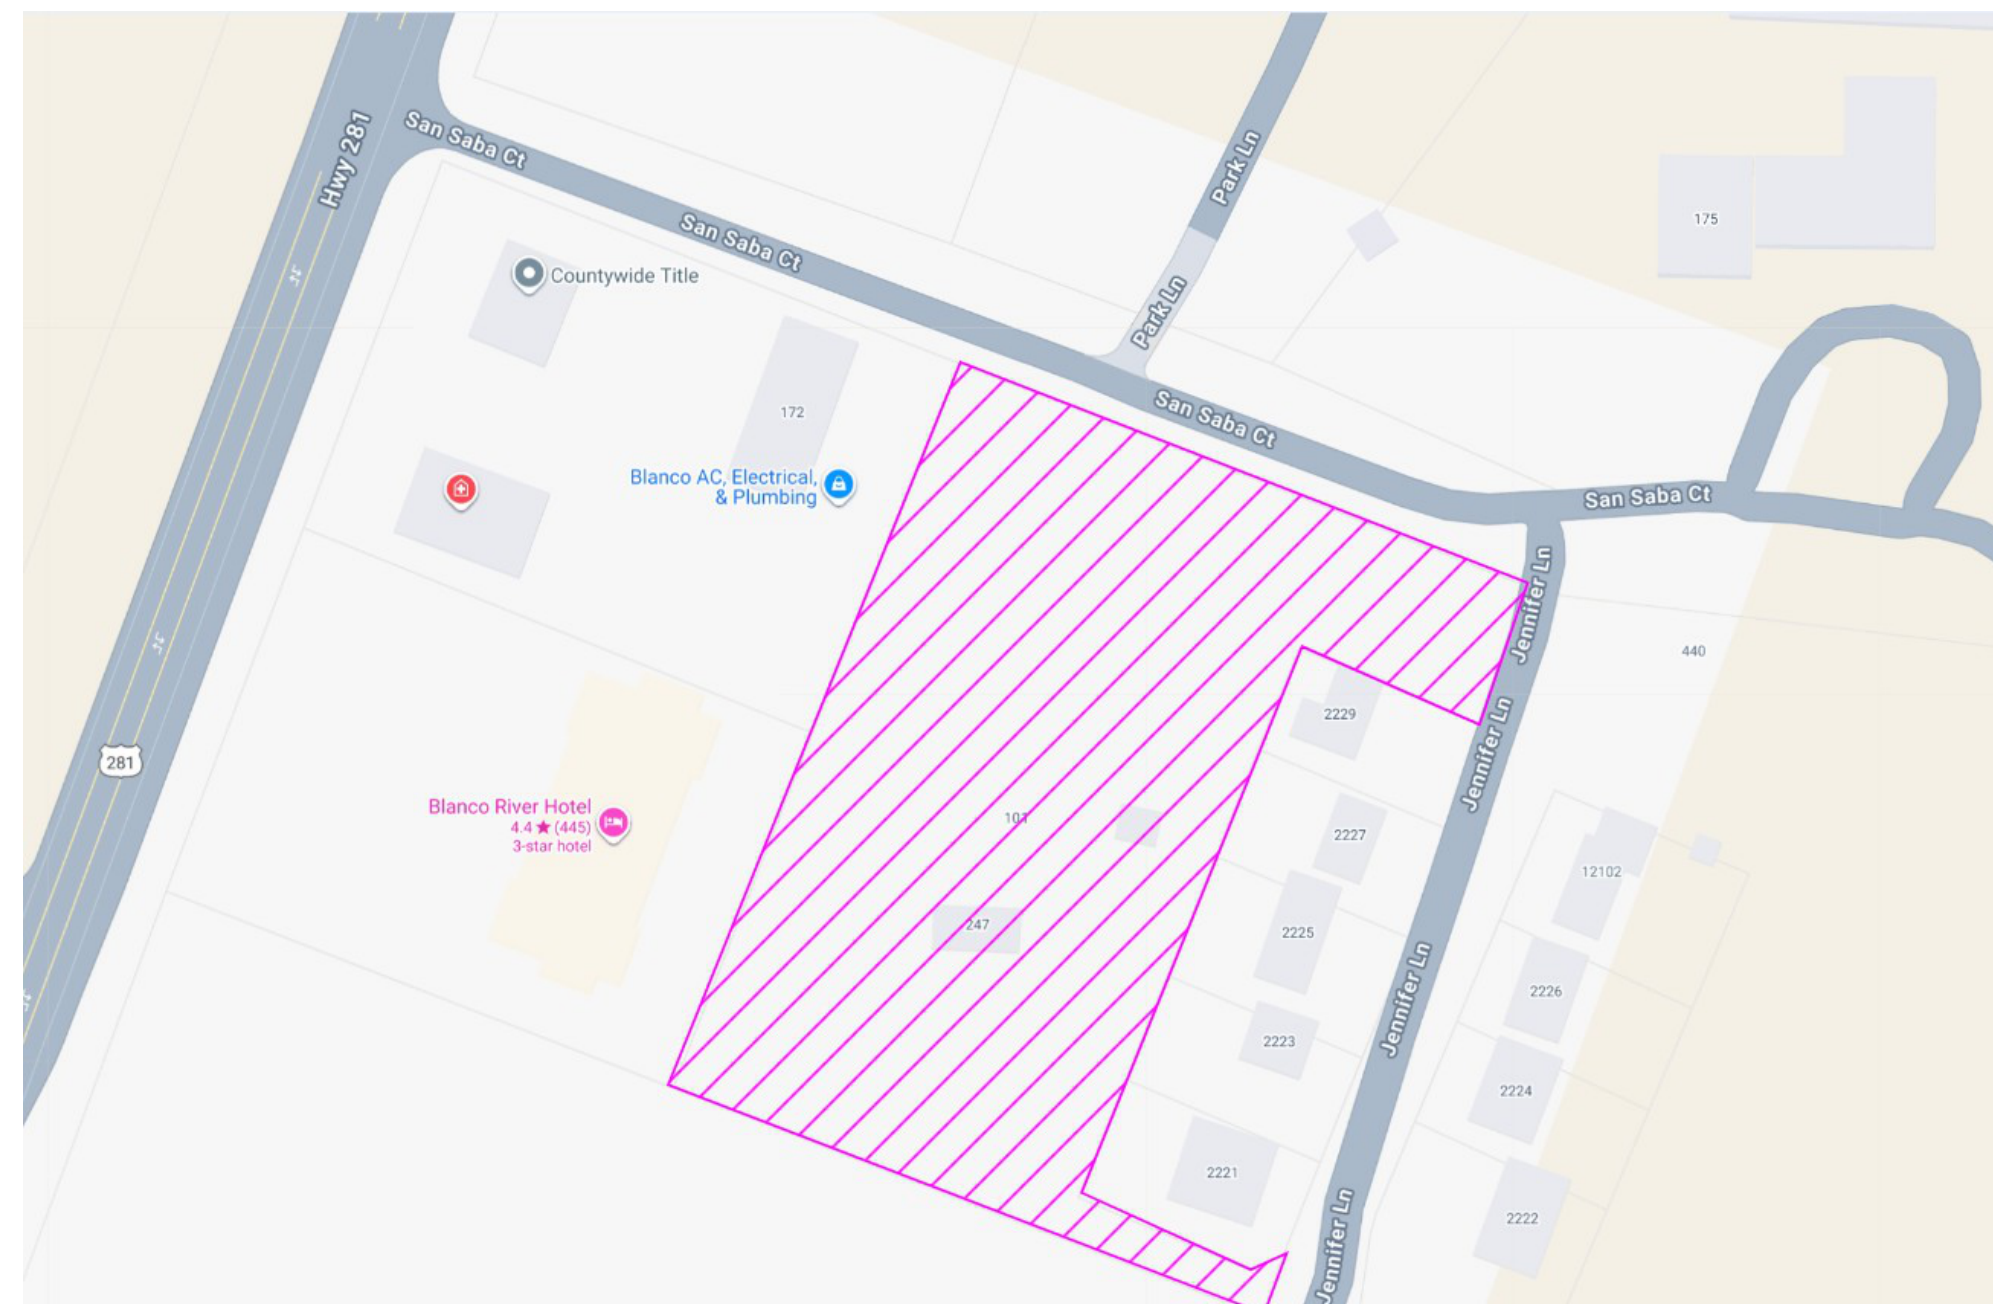 Hwy 281
San Saba Ct
San Saba Ct
Park Ln
Park Ln
175
Countywide Title
172
San Saba Ct
Blanco AC, Electrical,
& Plumbing
San Saba Ct
Jennifer Ln
440
2229
Jennifer Ln
281
Blanco River Hotel
4.4★(445)
3-star hotel
101
2227
12102
247
2225
Jennifer Ln
2226
2223
2224
2221
2222
Jennifer Ln